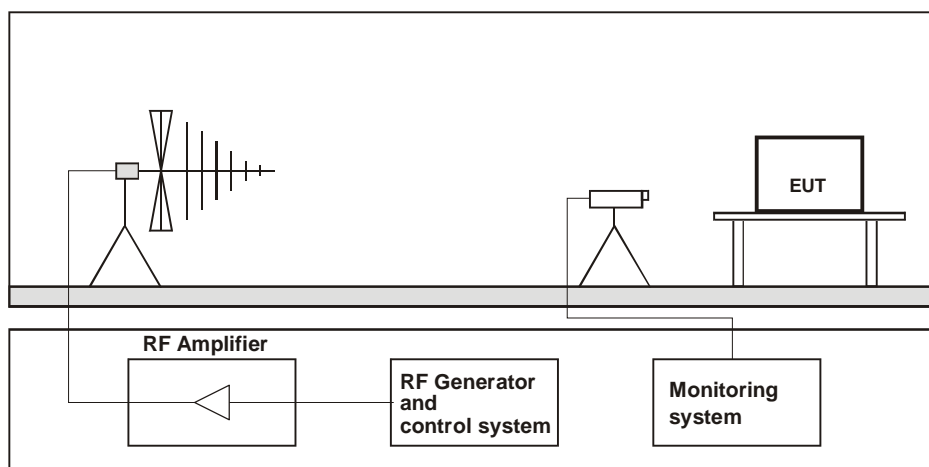 EUT
RF Amplifier
RF Generator
and
control system
Monitoring
system